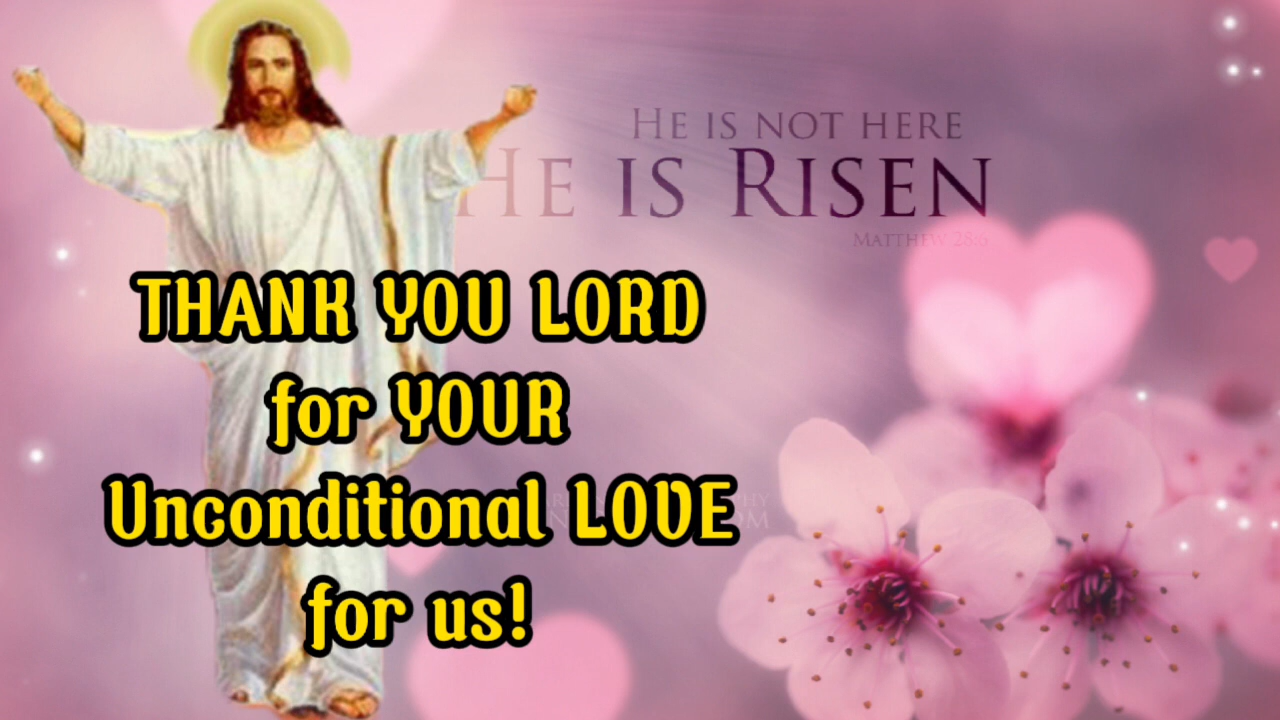 He is not here
He is Risen
Matthew 28:6
THANK YOU LORD
for YOUR
Unconditional LOVE
for us!